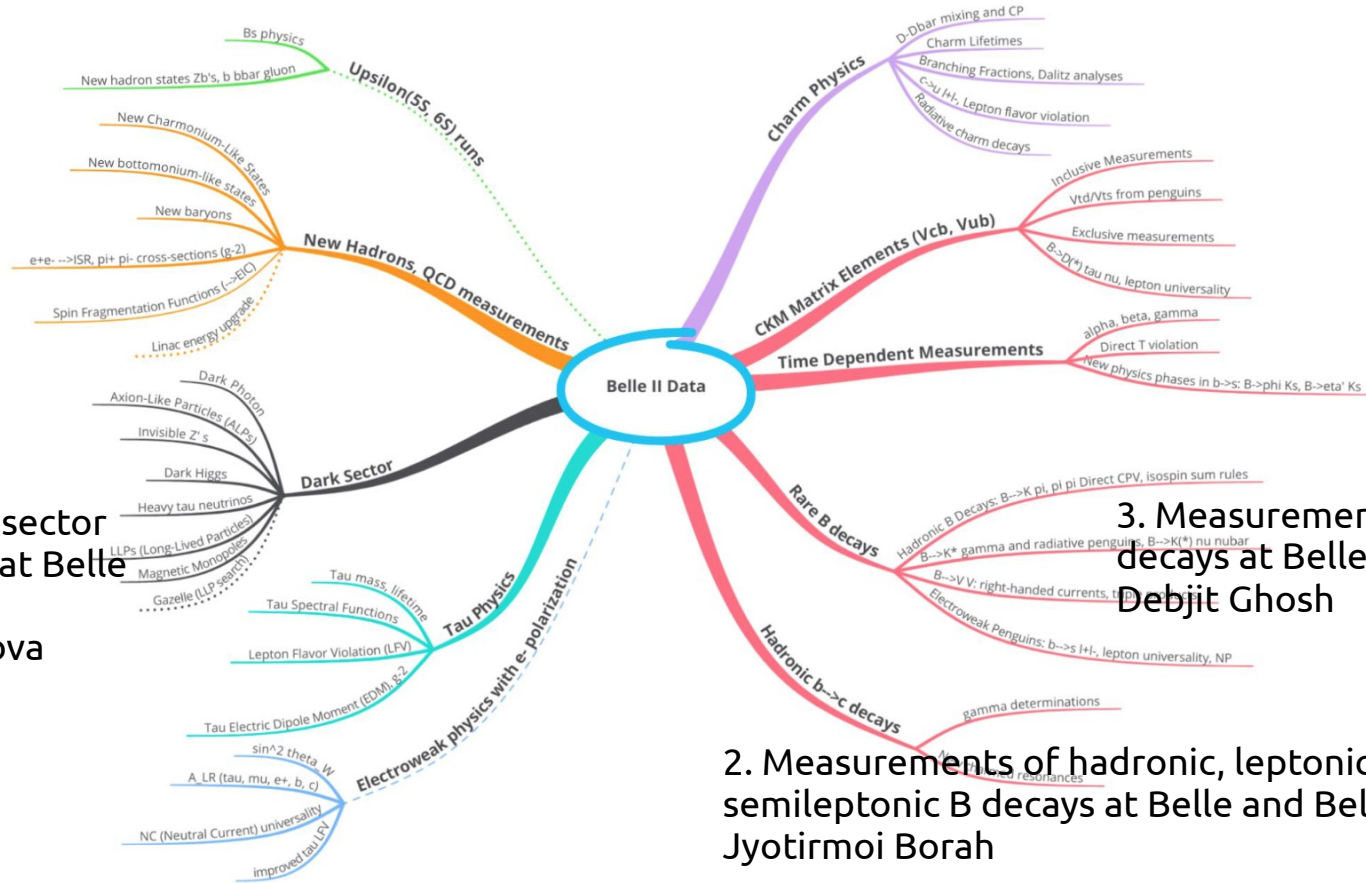 Belle II Data
Upsilon(5S, 6S) runs
Bs physics
New hadron states Zb's, b bbar gluon
New Hadrons, QCD measurements
New Charmonium-Like States
New bottomonium-like states
New baryons
e+e- -->ISR, pi+ pi- cross-sections (g-2)
Spin Fragmentation Functions (-->EIC)
Linac energy upgrade
Dark Sector
Dark Photon
Axion-Like Particles (ALPs)
Invisible Z' s
Dark Higgs
Heavy tau neutrinos
LLPs (Long-Lived Particles)
Magnetic Monopoles
Gazelle (LLP search)
sector
at Belle
ova
Tau Physics
Tau mass, lifetime
Tau Spectral Functions
Lepton Flavor Violation (LFV)
Tau Electric Dipole Moment (EDM), g-2
Electroweak physics with e- polarization
sin^2 theta_W
A_LR (tau, mu, e+, b, c)
NC (Neutral Current) universality
improved tau LFV
Charm Physics
D-Dbar mixing and CP
Charm Lifetimes
Branching Fractions, Dalitz analyses
c->u l+l-, Lepton flavor violation
Radiative charm decays
CKM Matrix Elements (Vcb, Vub)
Inclusive Measurements
Vtd/Vts from penguins
Exclusive measurements
B->D(*) tau nu, lepton universality
Time Dependent Measurements
alpha, beta, gamma
Direct T violation
New physics phases in b->s: B->phi Ks, B->eta' Ks
Rare B decays
Hadronic B Decays: B-->K pi, pi pi Direct CPV, isospin sum rules
B-->K* gamma and radiative penguins, B-->K(*) nu nubar
B-->V V: right-handed currents, triple products
Electroweak Penguins: b-->s l+l-, lepton universality, NP
3. Measuremen
decays at Belle
Debjit Ghosh
Hadronic b-->c decays
gamma determinations
resonances
2. Measurements of hadronic, leptonic
semileptonic B decays at Belle and Bel
Jyotirmoi Borah